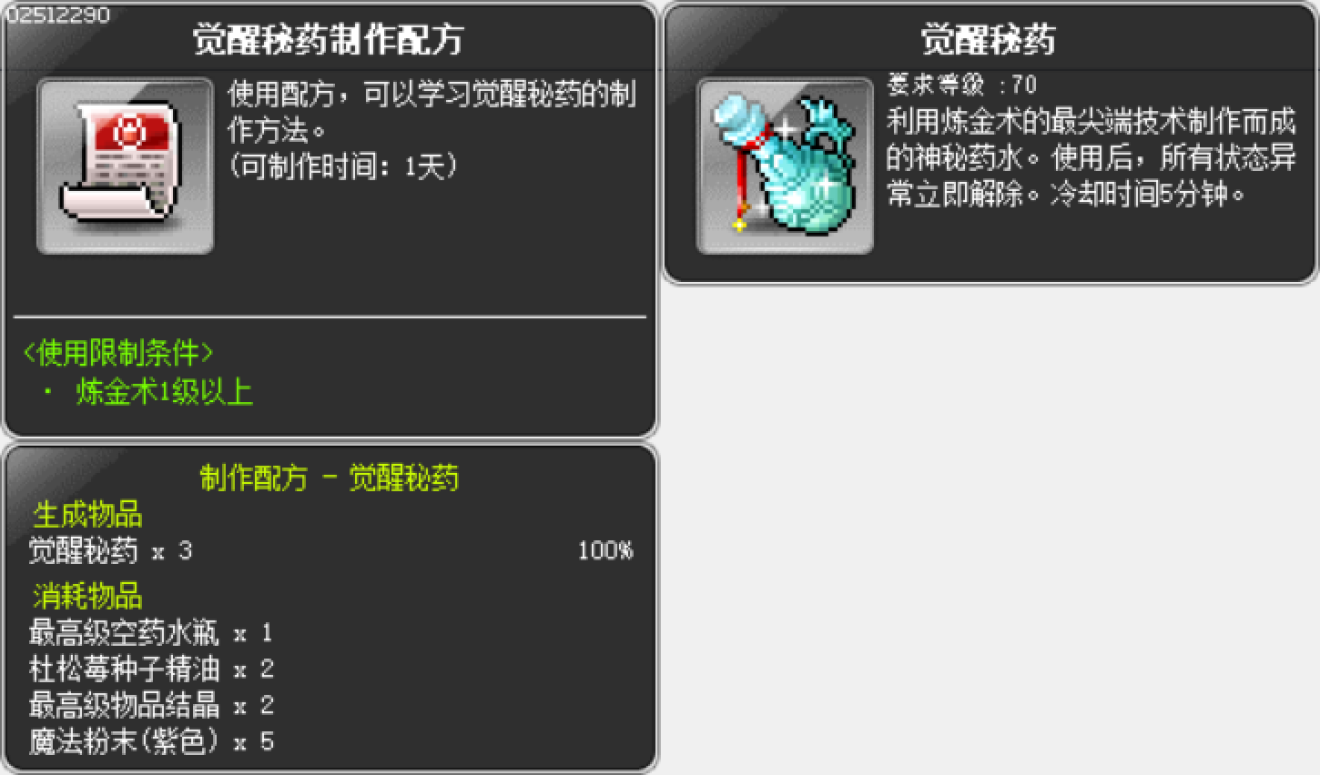 02512290
觉醒秘药制作配方
使用配方，可以学习觉醒秘药的制
作方法。
(可制作时间：1天)
<使用限制条件>
· 炼金术1级以上
制作配方 - 觉醒秘药
生成物品
觉醒秘药 x 3 100%
消耗物品
最高级空药水瓶 x 1
杜松莓种子精油 x 2
最高级物品结晶 x 2
魔法粉末(紫色) x 5
觉醒秘药
要求等级 :70
利用炼金术的最尖端技术制作而成
的神秘药水。使用后，所有状态异
常立即解除。冷却时间5分钟。